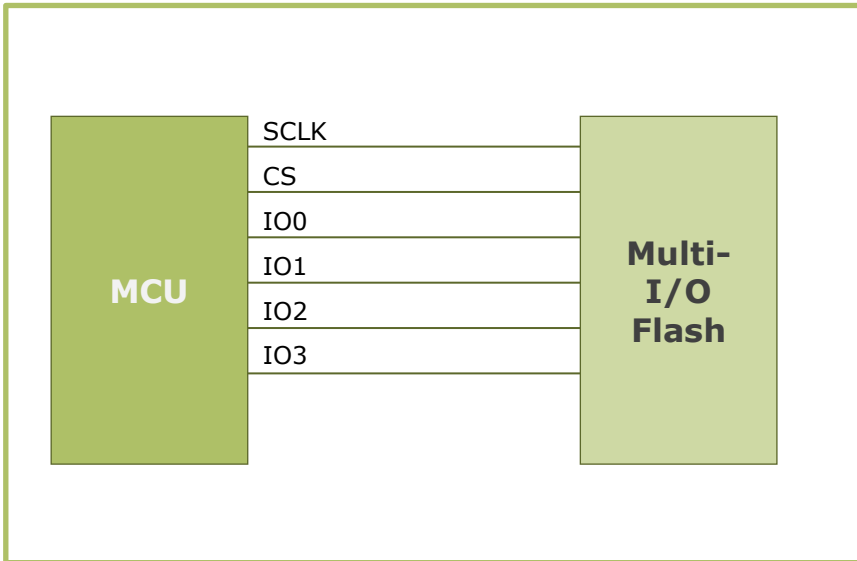 SCLK
CS
IO0
IO1
IO2
IO3
MCU
Multi-
I/O
Flash